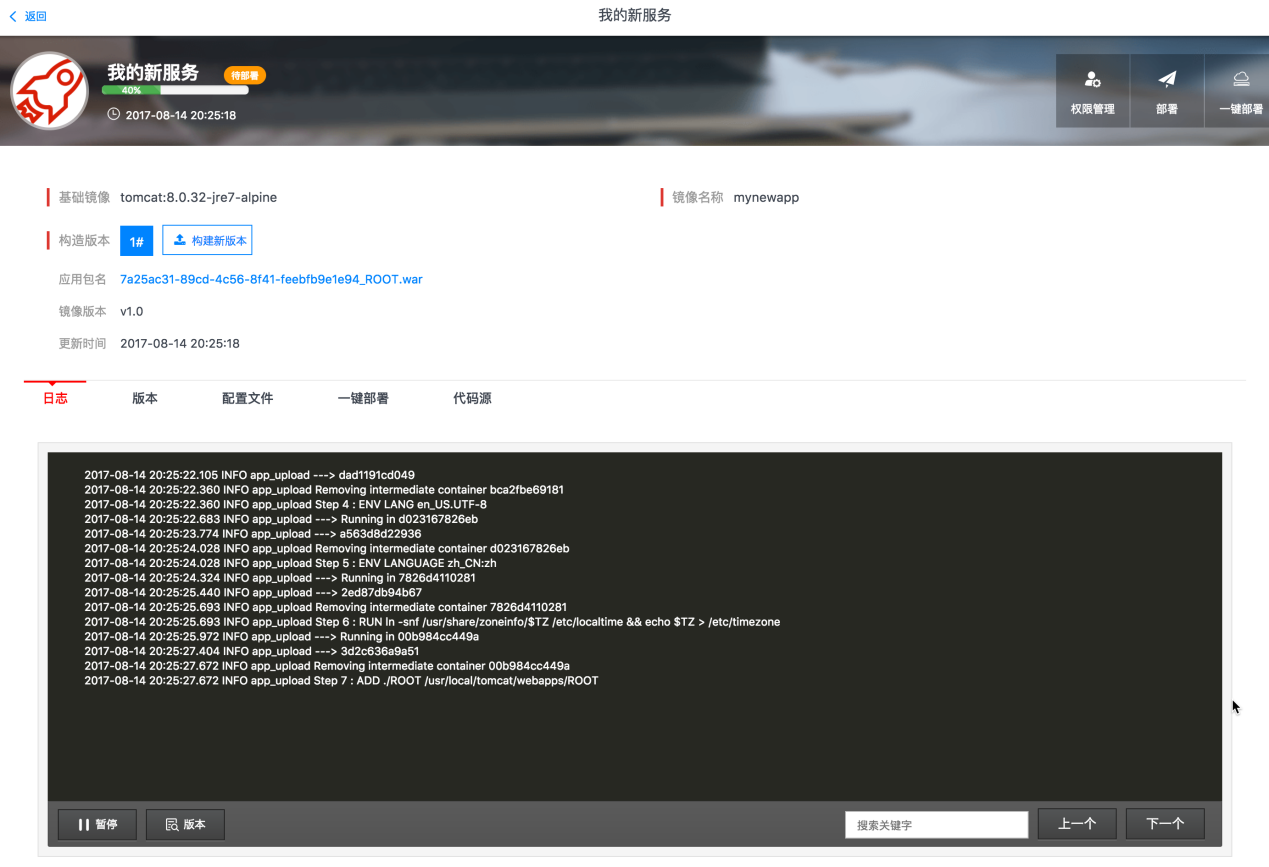 返回
我的新服务
我的新服务 待部署
40%
2017-08-14 20:25:18
权限管理 部署 一键部署
基础镜像 tomcat:8.0.32-jre7-alpine
镜像名称 mynewapp
构造版本 1# 构建新版本
应用包名 7a25ac31-89cd-4c56-8f41-feebfb9e1e94_ROOT.war
镜像版本 v1.0
更新时间 2017-08-14 20:25:18
日志 版本 配置文件 一键部署 代码源
2017-08-14 20:25:22.105 INFO app_upload ---> dad1191cd049
2017-08-14 20:25:22.360 INFO app_upload Removing intermediate container bca2fbe69181
2017-08-14 20:25:22.360 INFO app_upload Step 4 : ENV LANG en_US.UTF-8
2017-08-14 20:25:22.683 INFO app_upload ---> Running in d023167826eb
2017-08-14 20:25:23.774 INFO app_upload ---> a563d8d22936
2017-08-14 20:25:24.028 INFO app_upload Removing intermediate container d023167826eb
2017-08-14 20:25:24.028 INFO app_upload Step 5 : ENV LANGUAGE zh_CN:zh
2017-08-14 20:25:24.324 INFO app_upload ---> Running in 7826d4110281
2017-08-14 20:25:25.440 INFO app_upload ---> 2ed87db94b67
2017-08-14 20:25:25.693 INFO app_upload Removing intermediate container 7826d4110281
2017-08-14 20:25:25.693 INFO app_upload Step 6 : RUN ln -snf /usr/share/zoneinfo/$TZ /etc/localtime && echo $TZ > /etc/timezone
2017-08-14 20:25:25.972 INFO app_upload ---> Running in 00b984cc449a
2017-08-14 20:25:27.404 INFO app_upload ---> 3d2c636a9a51
2017-08-14 20:25:27.672 INFO app_upload Removing intermediate container 00b984cc449a
2017-08-14 20:25:27.672 INFO app_upload Step 7 : ADD ./ROOT /usr/local/tomcat/webapps/ROOT
暂停 版本 搜索关键字 上一个 下一个